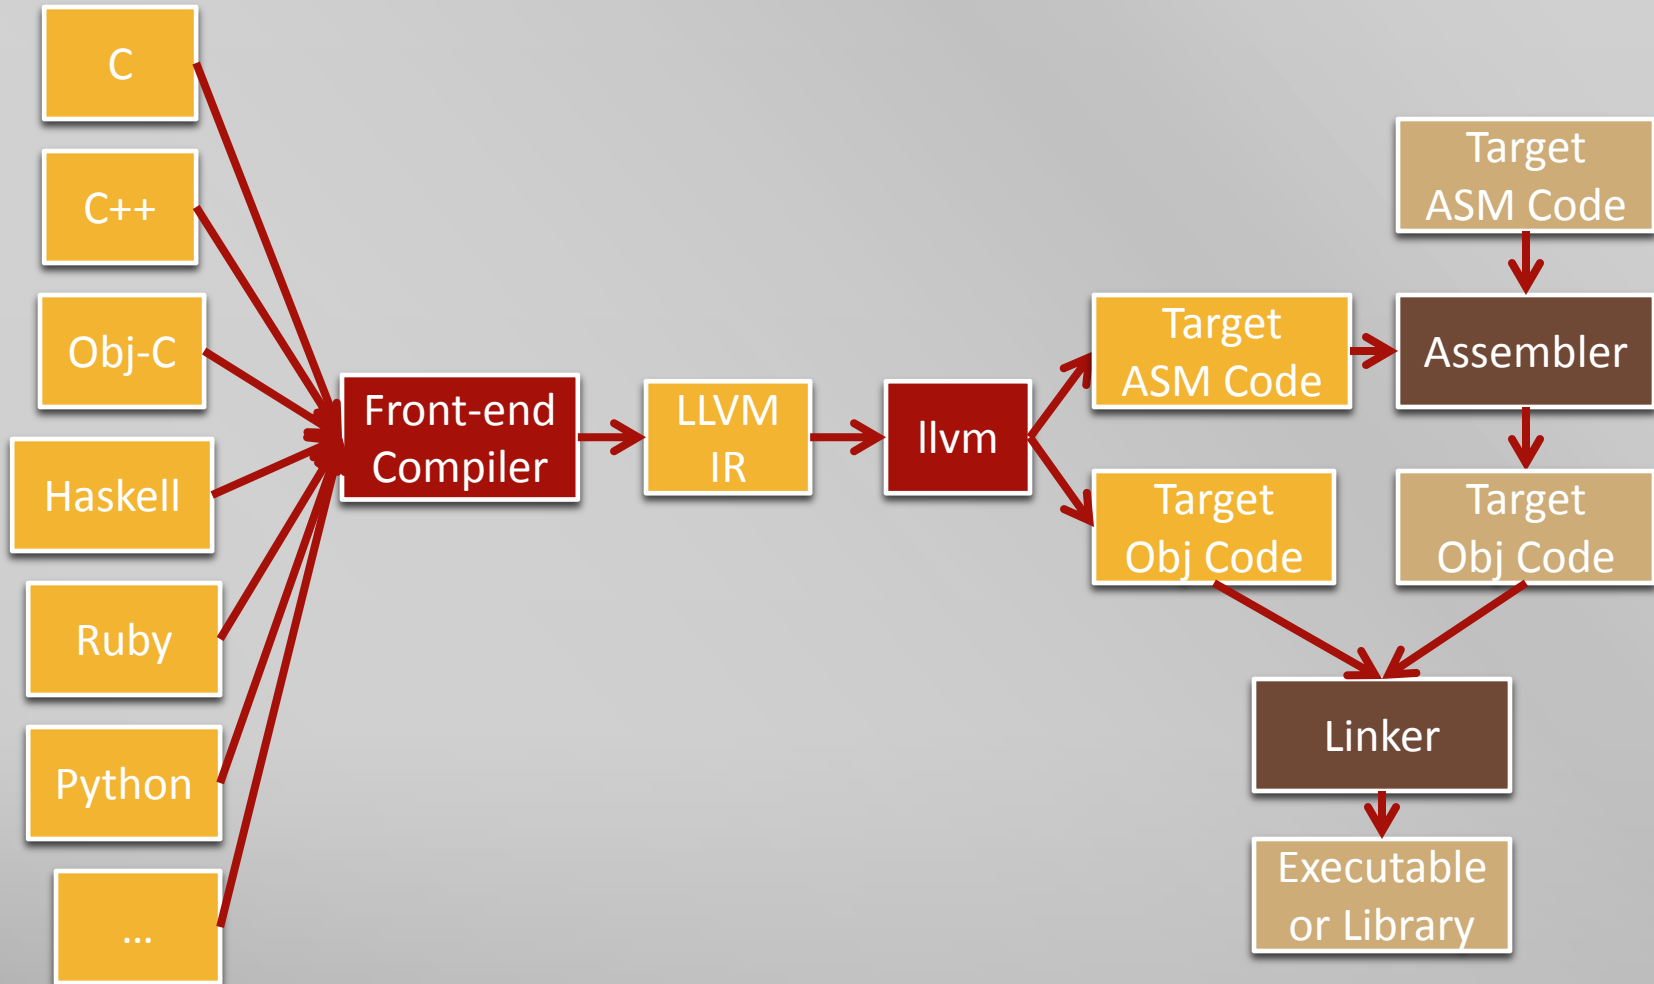 C
C++
Obj-C
Haskell
Ruby
Python
...
Front-end
Compiler
LLVM
IR
llvm
Target
ASM Code
Target
Obj Code
Target
ASM Code
Assembler
Target
Obj Code
Linker
Executable
or Library